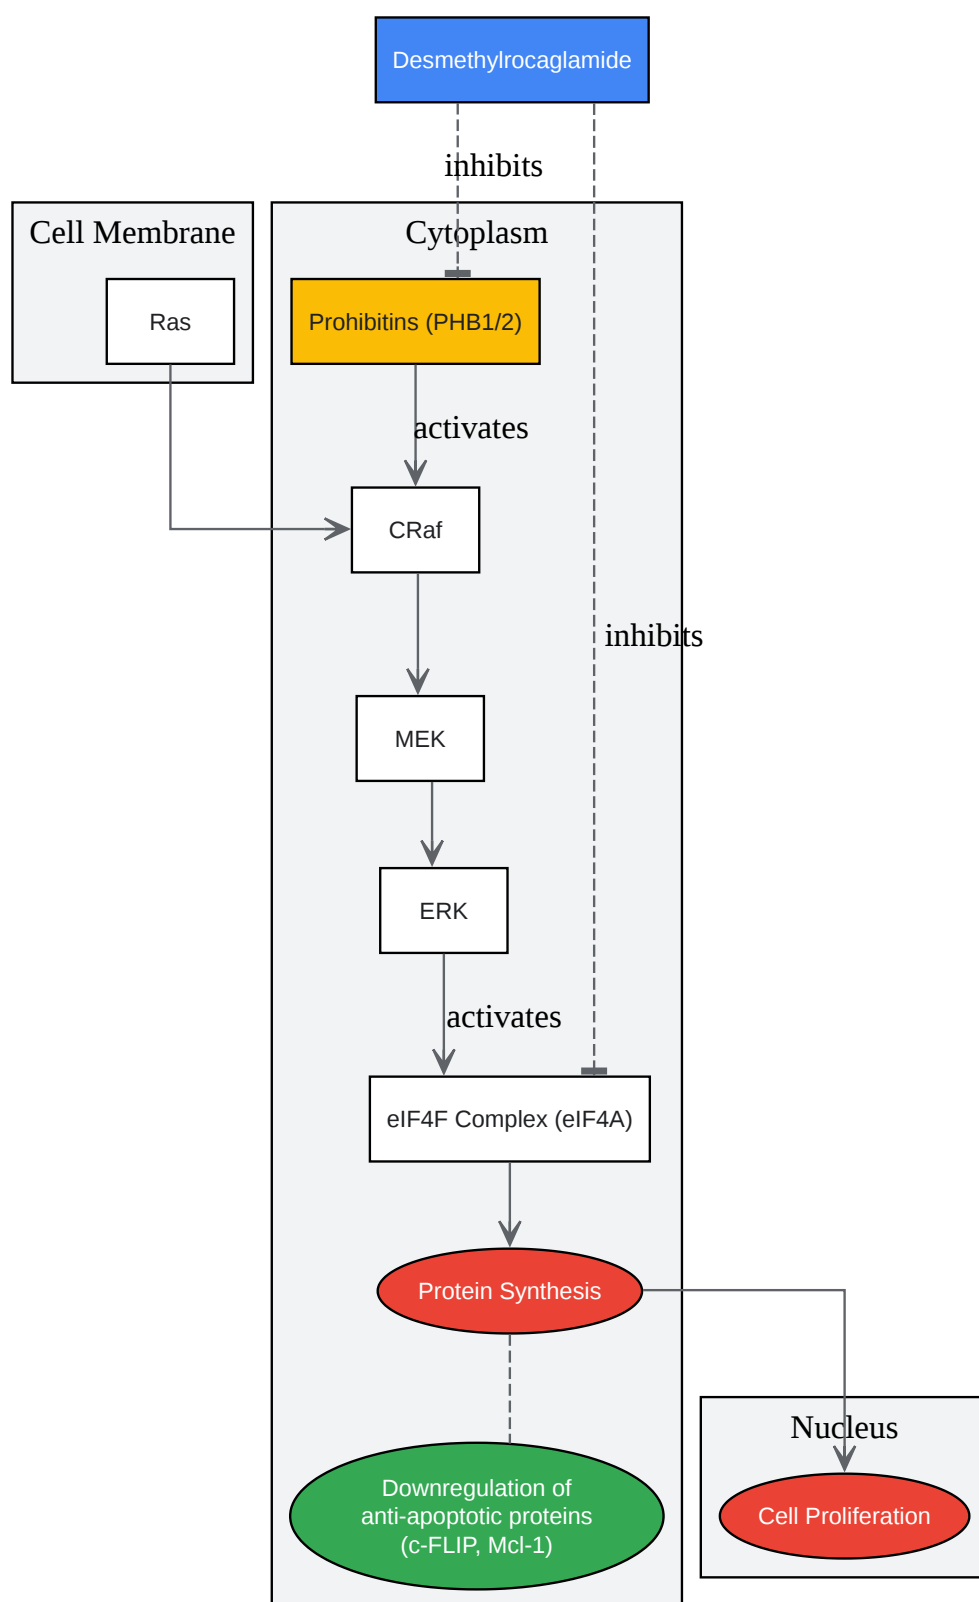 Desmethylrocaglamide
inhibits
Cell Membrane
Cytoplasm
Ras
Prohibitins (PHB1/2)
activates
CRaf
inhibits
MEK
ERK
activates
eIF4F Complex (eIF4A)
Protein Synthesis
Nucleus
Downregulation of
anti-apoptotic proteins
(c-FLIP, Mcl-1)
Cell Proliferation